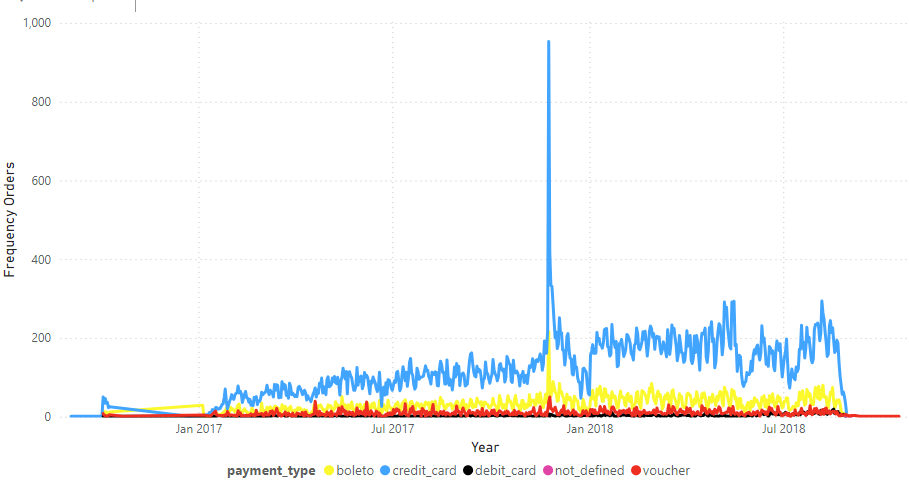 1,000
800
600
400
200
0
Frequency Orders
Jan 2017
Jul 2017
Jan 2018
Jul 2018
Year
payment_type boleto credit_card debit_card not_defined voucher